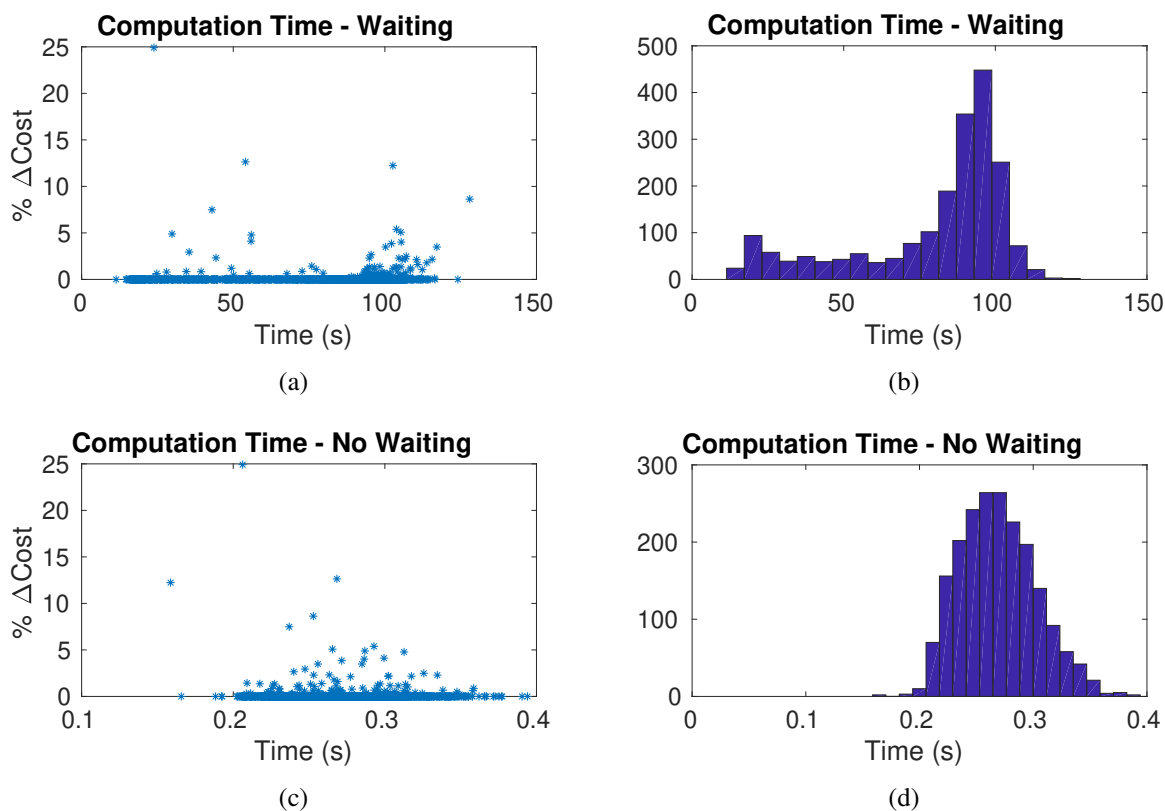 Computation Time - Waiting
25
20
15
10
5
0
% ΔCost
0 50 100 150
Time (s)
(a)
Computation Time - Waiting
500
400
300
200
100
0
0 50 100 150
Time (s)
(b)
Computation Time - No Waiting
25
20
15
10
5
0
% ΔCost
0.1 0.2 0.3 0.4
Time (s)
(c)
Computation Time - No Waiting
300
200
100
0
0 0.1 0.2 0.3 0.4
Time (s)
(d)